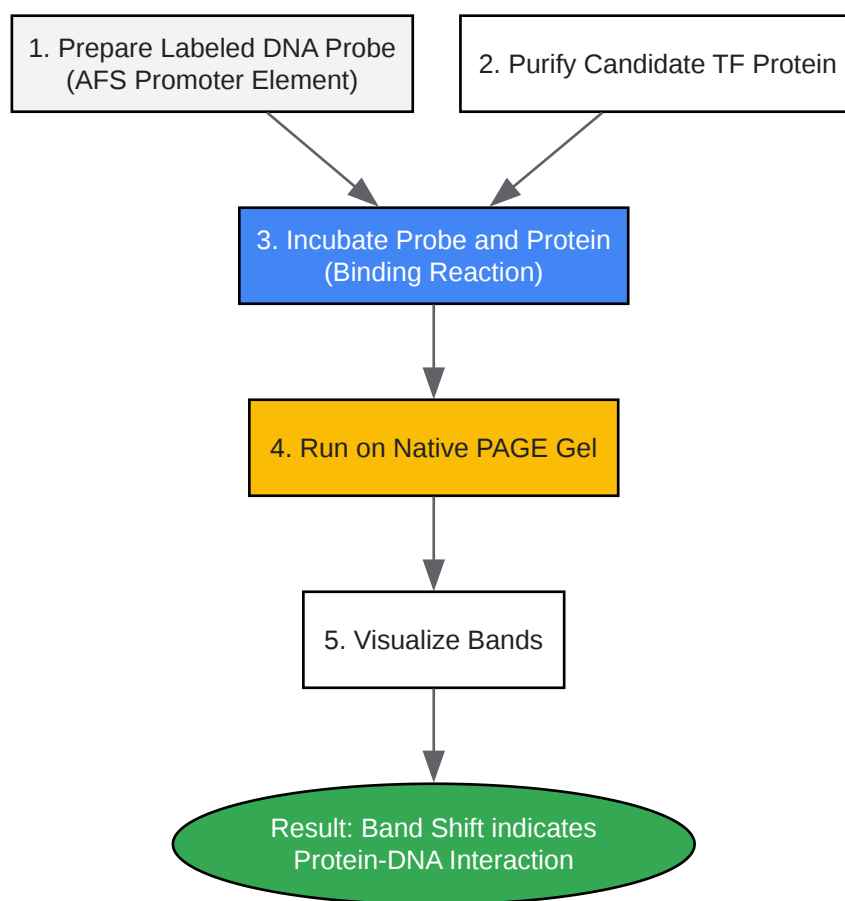 1. Prepare Labeled DNA Probe
(AFS Promoter Element)
2. Purify Candidate TF Protein
3. Incubate Probe and Protein
(Binding Reaction)
4. Run on Native PAGE Gel
5. Visualize Bands
Result: Band Shift indicates
Protein-DNA Interaction